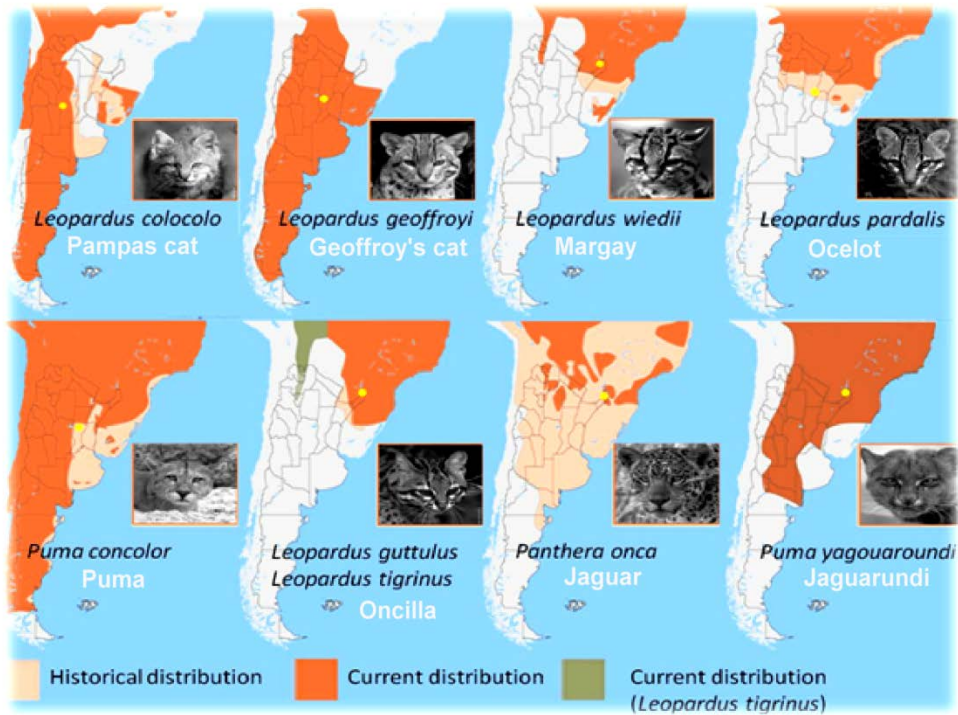 Leopardus colocolo
Pampas cat
Leopardus geoffroyi
Geoffroy's cat
Leopardus wiedii
Margay
Leopardus pardalis
Ocelot
Puma concolor
Puma
Leopardus guttulus
Leopardus tigrinus
Oncilla
Panthera onca
Jaguar
Puma yagouaroundi
Jaguarundi
Historical distribution
Current distribution
Current distribution
(Leopardus tigrinus)